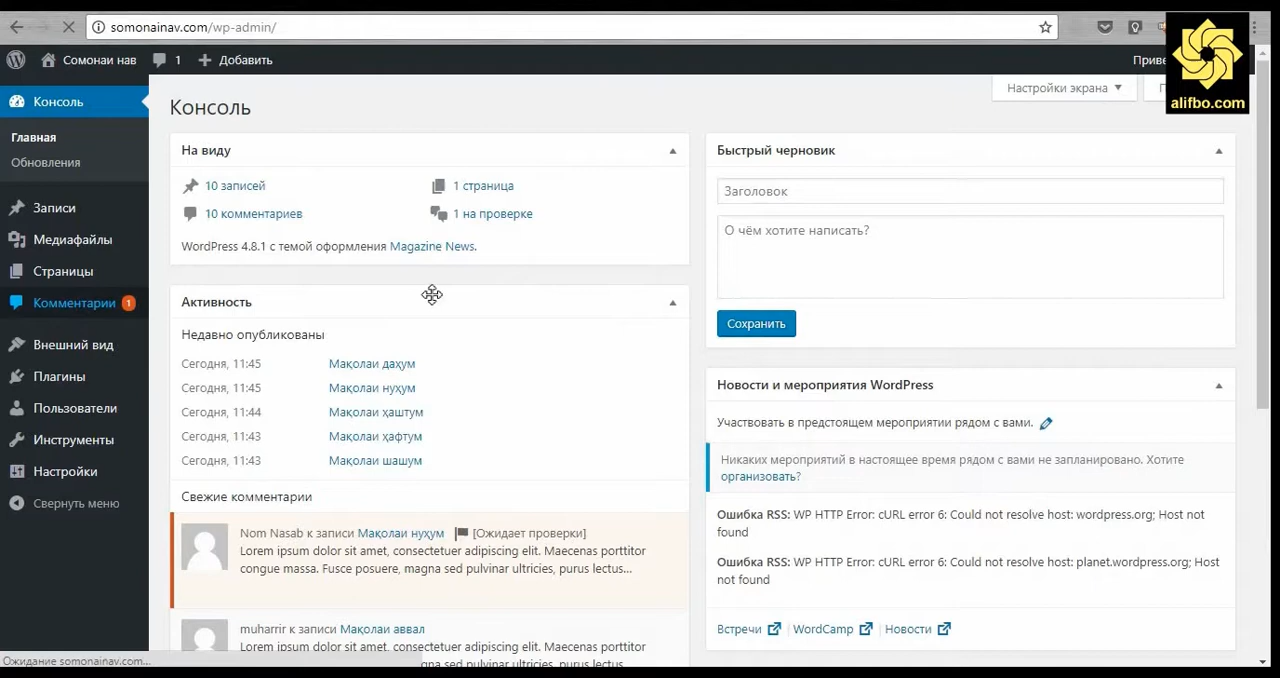 somonainav.com/wp-admin/
Сомонаи нав
1
Добавить
alifbo.com
Консоль
Главная
Обновления
Записи
Медиафайлы
Страницы
Комментарии 1
Внешний вид
Плагины
Пользователи
Инструменты
Настройки
Свернуть меню
Настройки экрана
Консоль
На виду
10 записей
1 страница
10 комментариев
1 на проверке
WordPress 4.8.1 с темой оформления Magazine News.
Активность
Недавно опубликованы
Сегодня, 11:45 Мақолаи даҳум
Сегодня, 11:45 Мақолаи нуҳум
Сегодня, 11:44 Мақолаи ҳаштум
Сегодня, 11:43 Мақолаи ҳафтум
Сегодня, 11:43 Мақолаи шашум
Свежие комментарии
Nom Nasab к записи Мақолаи нуҳум [Ожидает проверки]
Lorem ipsum dolor sit amet, consectetuer adipiscing elit. Maecenas porttitor
congue massa. Fusce posuere, magna sed pulvinar ultricies, purus lectus...
muharrir к записи Мақолаи аввал
Lorem ipsum dolor sit amet, consectetuer adipiscing elit. Maecenas porttitor
gna sed pulvinar ultricies, purus lectus...
Быстрый черновик
Заголовок
О чём хотите написать?
Сохранить
Новости и мероприятия WordPress
Участвовать в предстоящем мероприятии рядом с вами.
Никаких мероприятий в настоящее время рядом с вами не запланировано. Хотите
организовать?
Ошибка RSS: WP HTTP Error: cURL error 6: Could not resolve host: wordpress.org; Host not
found
Ошибка RSS: WP HTTP Error: cURL error 6: Could not resolve host: planet.wordpress.org; Host
not found
Встречи | WordCamp | Новости
Ожидание somonainav.com...